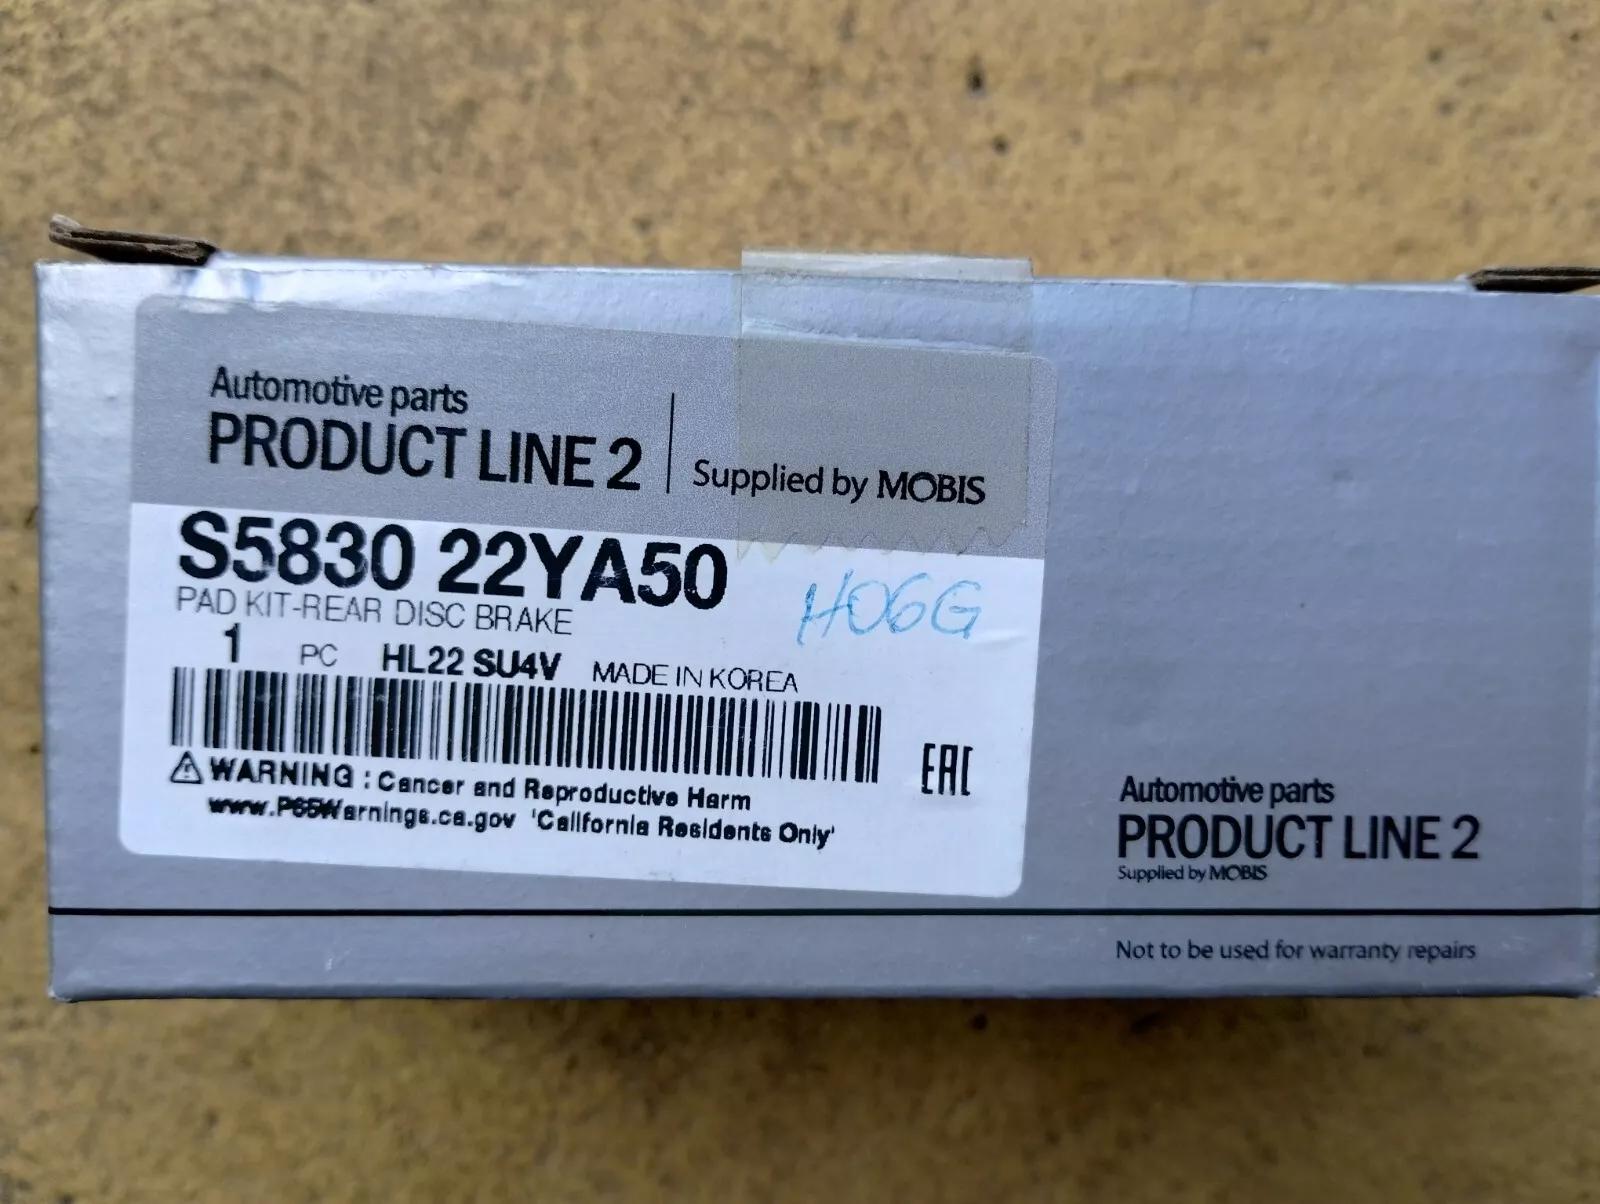 Automotive parts
PRODUCT LINE 2
Supplied by MOBIS
S5830 22YA50
PAD KIT-REAR DISC BRAKE
H06G
1 PC HL22 SU4V MADE IN KOREA
EAC
WARNING : Cancer and Reproductive Harm
www.P65Warnings.ca.gov 'California Residents Only'
Automotive parts
PRODUCT LINE 2
Supplied by MOBIS
Not to be used for warranty repairs